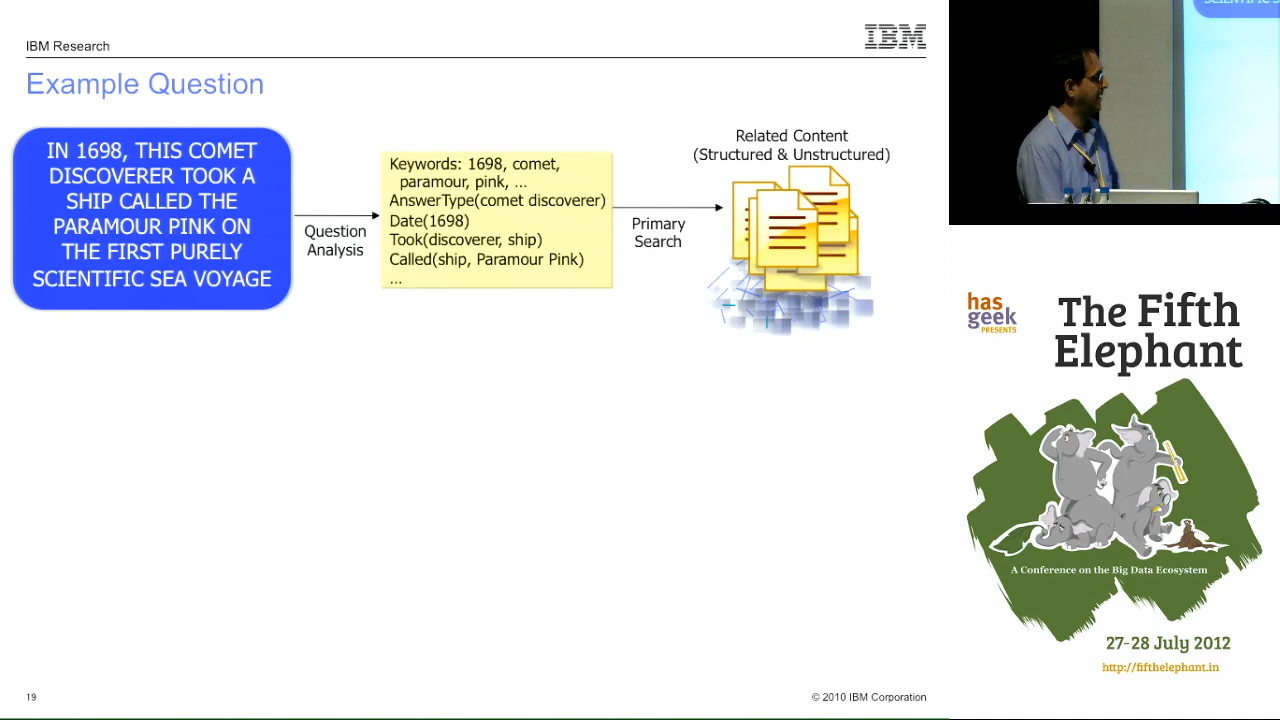 IBM Research
IBM
Example Question
IN 1698, THIS COMET
DISCOVERER TOOK A
SHIP CALLED THE
PARAMOUR PINK ON
THE FIRST PURELY
SCIENTIFIC SEA VOYAGE
Question
Analysis
Keywords: 1698, comet,
paramour, pink, ...
AnswerType(comet discoverer)
Date(1698)
Took(discoverer, ship)
Called(ship, Paramour Pink)
...
Primary
Search
Related Content
(Structured & Unstructured)
19
© 2010 IBM Corporation
SCIENTIFIC S
has
geek
PRESENTS
The Fifth
Elephant
A Conference on the Big Data Ecosystem
27-28 July 2012
http://fifthelephant.in